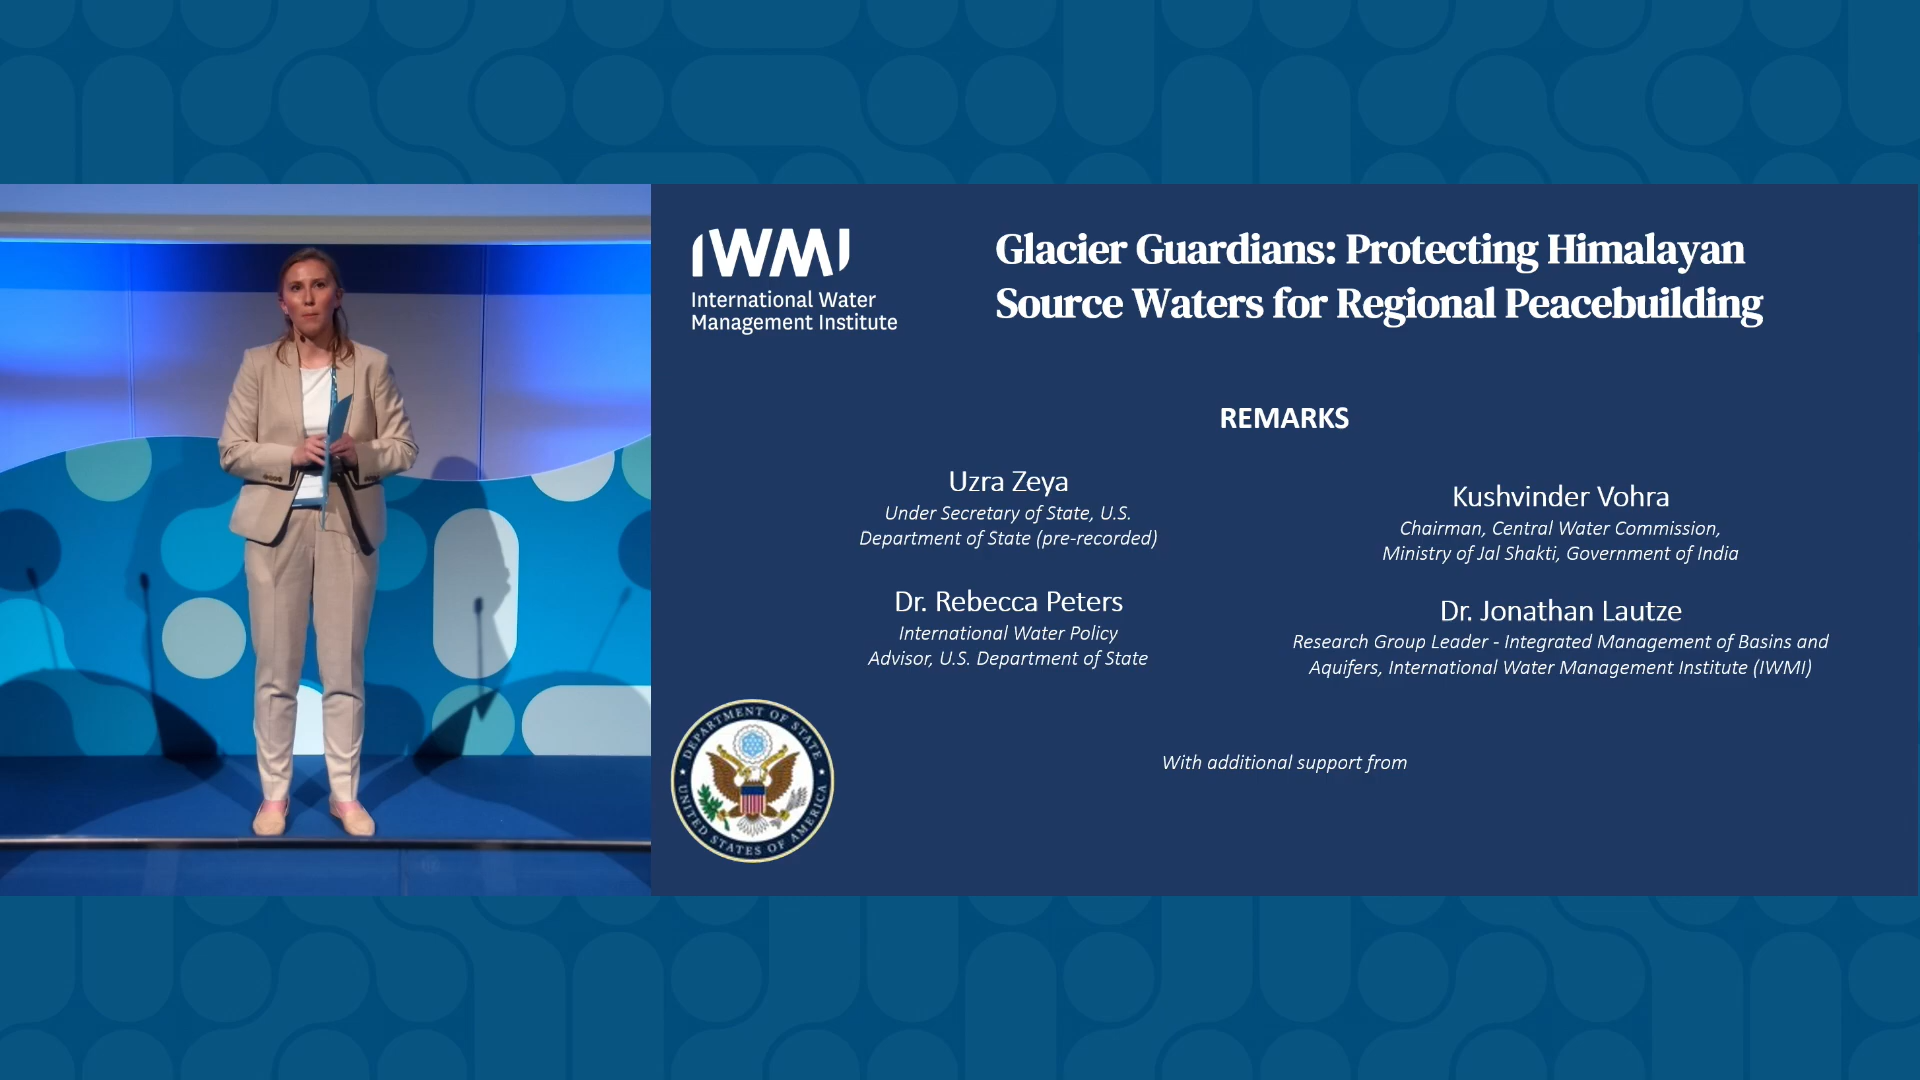 IWMI
International Water
Management Institute
Glacier Guardians: Protecting Himalayan
Source Waters for Regional Peacebuilding
REMARKS
Uzra Zeya
Under Secretary of State, U.S.
Department of State (pre-recorded)
Dr. Rebecca Peters
International Water Policy
Advisor, U.S. Department of State
Kushvinder Vohra
Chairman, Central Water Commission,
Ministry of Jal Shakti, Government of India
Dr. Jonathan Lautze
Research Group Leader - Integrated Management of Basins and
Aquifers, International Water Management Institute (IWMI)
DEPARTMENT OF STATE
UNITED STATES OF AMERICA
With additional support from